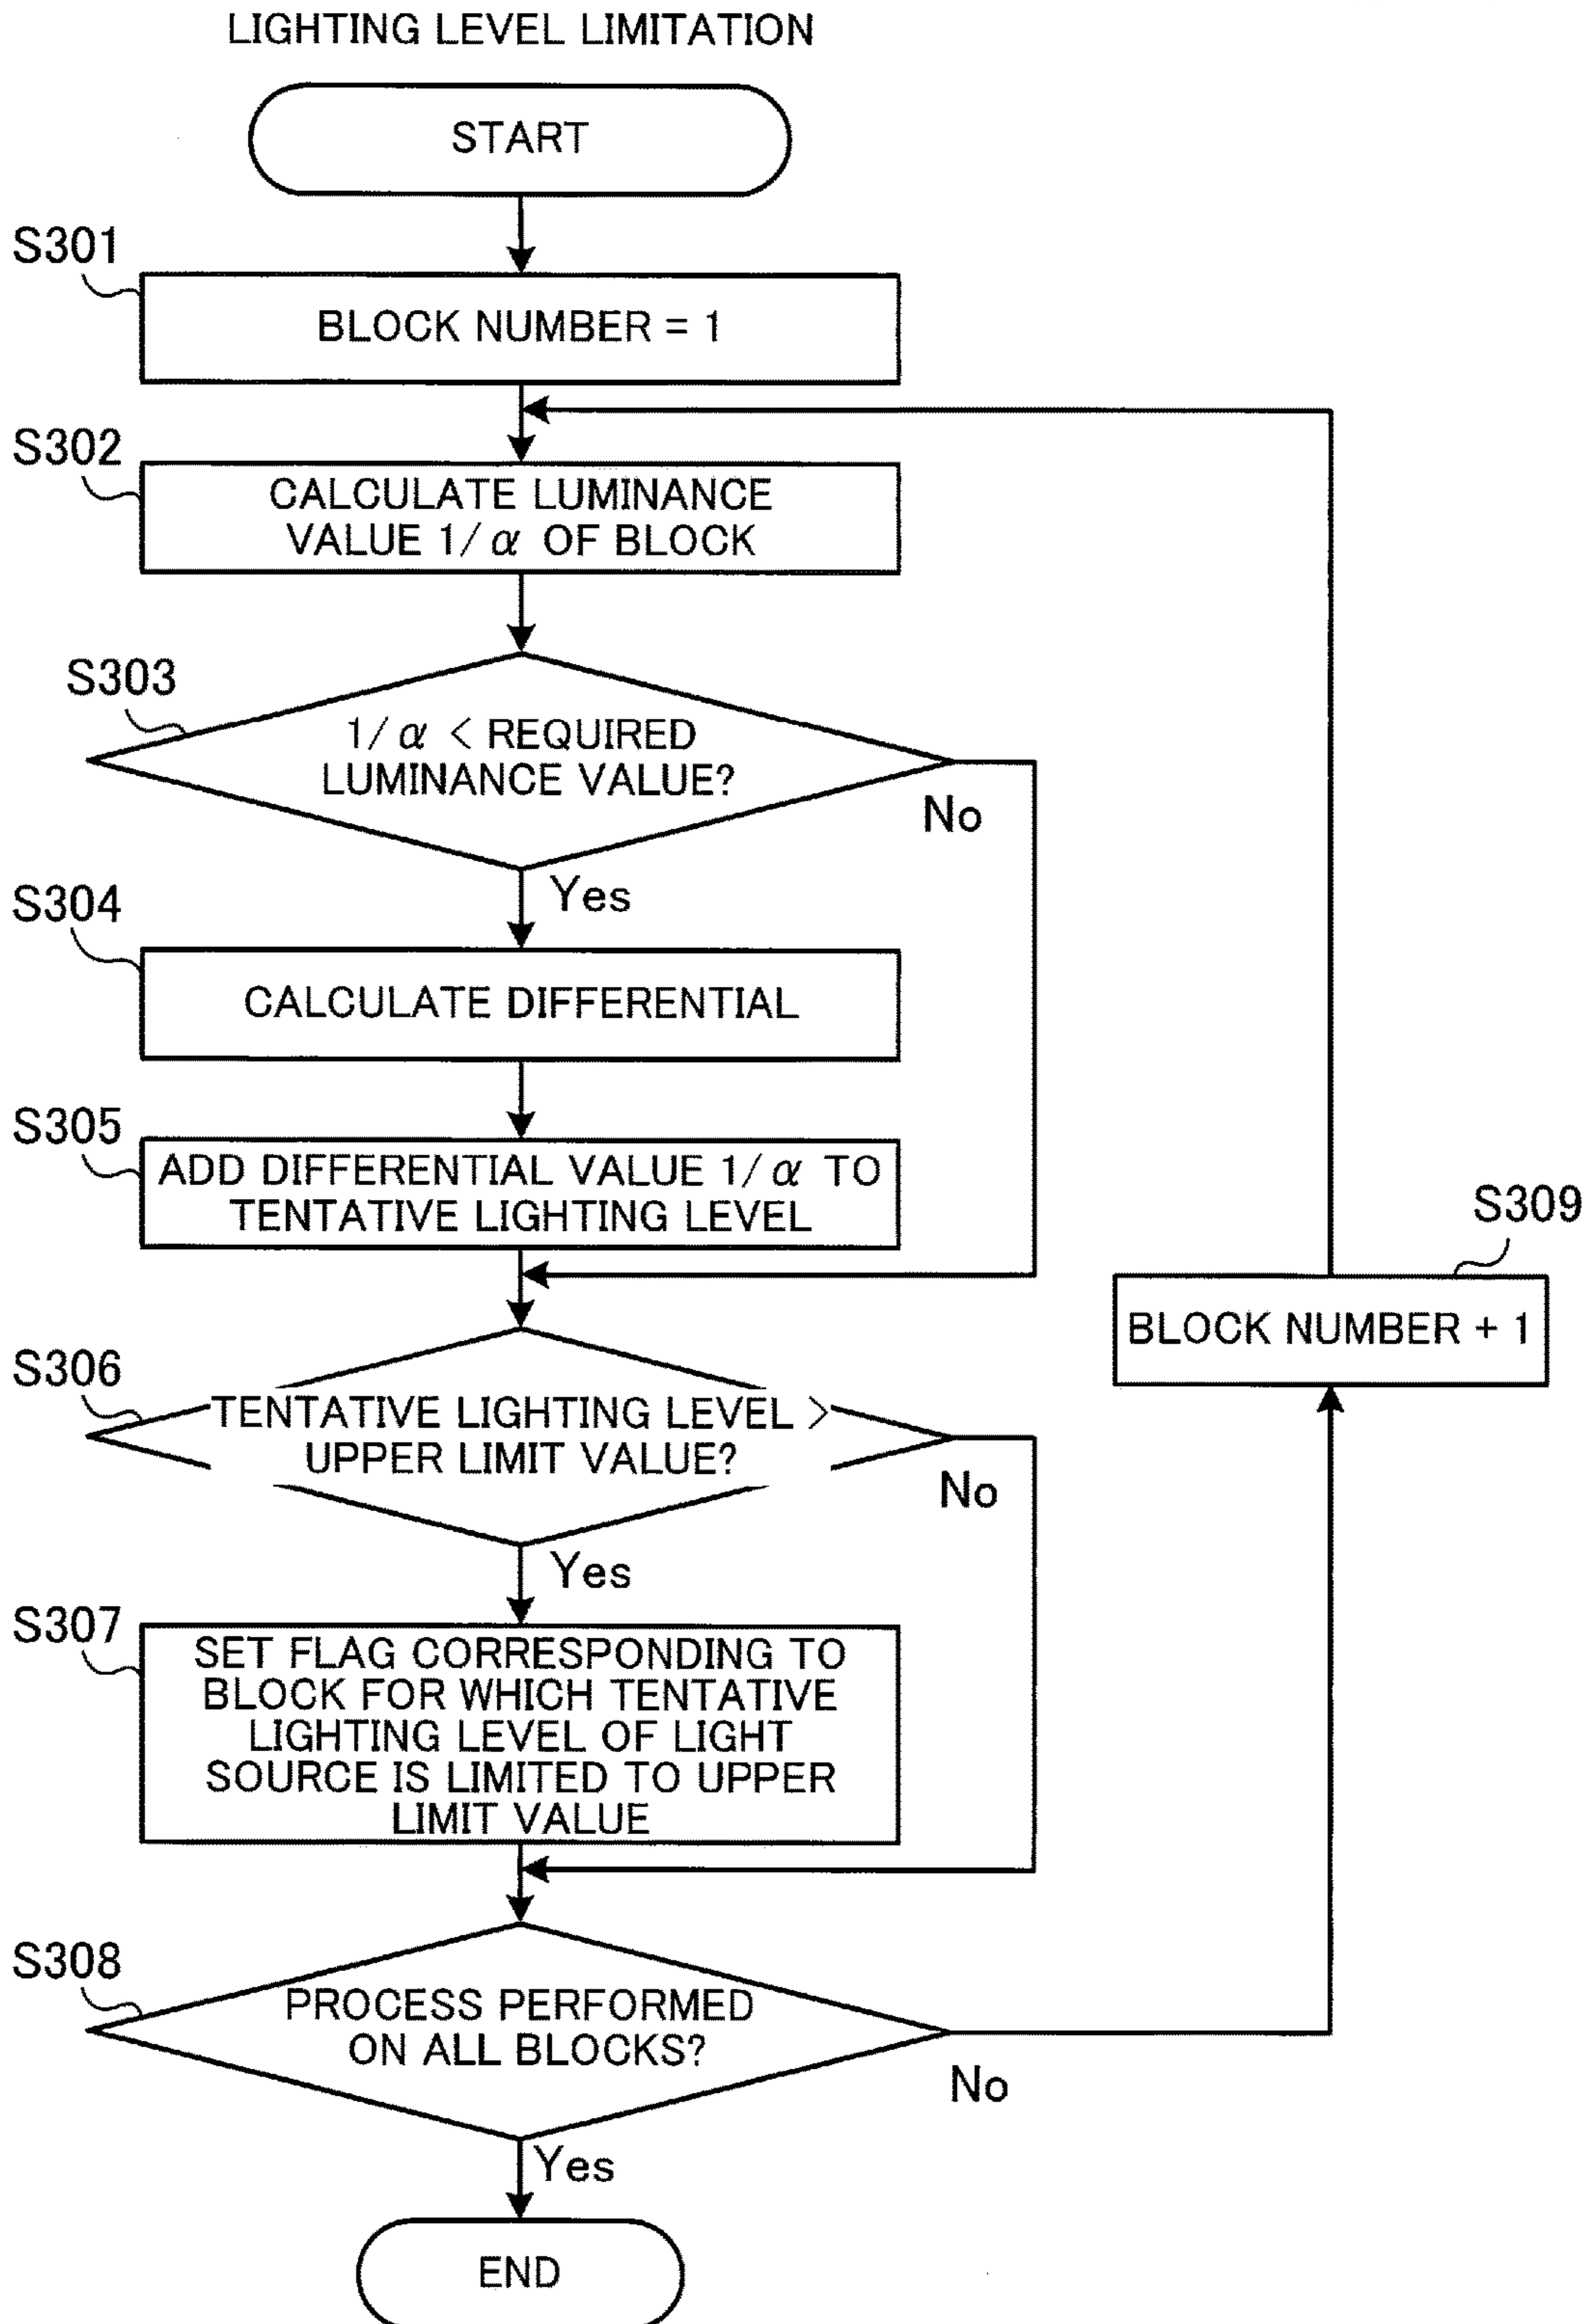 LIGHTING LEVEL LIMITATION
START
S301
BLOCK NUMBER = 1
S302
CALCULATE LUMINANCE
VALUE 1/α OF BLOCK
S303
1/α < REQUIRED
LUMINANCE VALUE?
No
Yes
S304
CALCULATE DIFFERENTIAL
S305
ADD DIFFERENTIAL VALUE 1/α TO
TENTATIVE LIGHTING LEVEL
S309
BLOCK NUMBER + 1
S306
TENTATIVE LIGHTING LEVEL >
UPPER LIMIT VALUE?
No
Yes
S307
SET FLAG CORRESPONDING TO
BLOCK FOR WHICH TENTATIVE
LIGHTING LEVEL OF LIGHT
SOURCE IS LIMITED TO UPPER
LIMIT VALUE
S308
PROCESS PERFORMED
ON ALL BLOCKS?
No
Yes
END